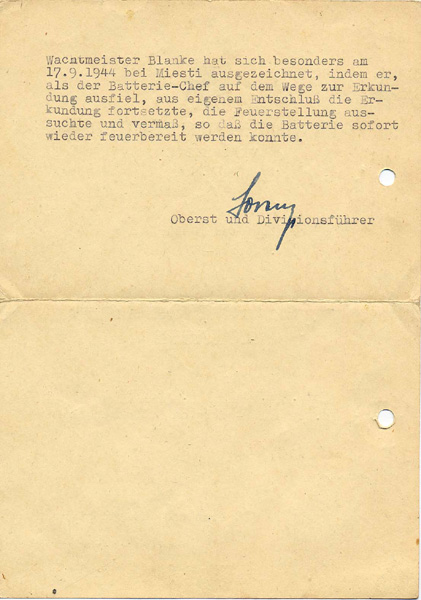 Wachtmeister Blanke hat sich besonders am
17.9.1944 bei Miesti ausgezeichnet, indem er,
als der Batterie-Chef auf dem Wege zur Erkun-
dung ausfiel, aus eigenem Entschluß die Er-
kundung fortsetzte, die Feuerstellung aus-
suchte und vermaß, so daß die Batterie sofort
wieder feuerbereit werden konnte.
Oberst und Divisionsführer